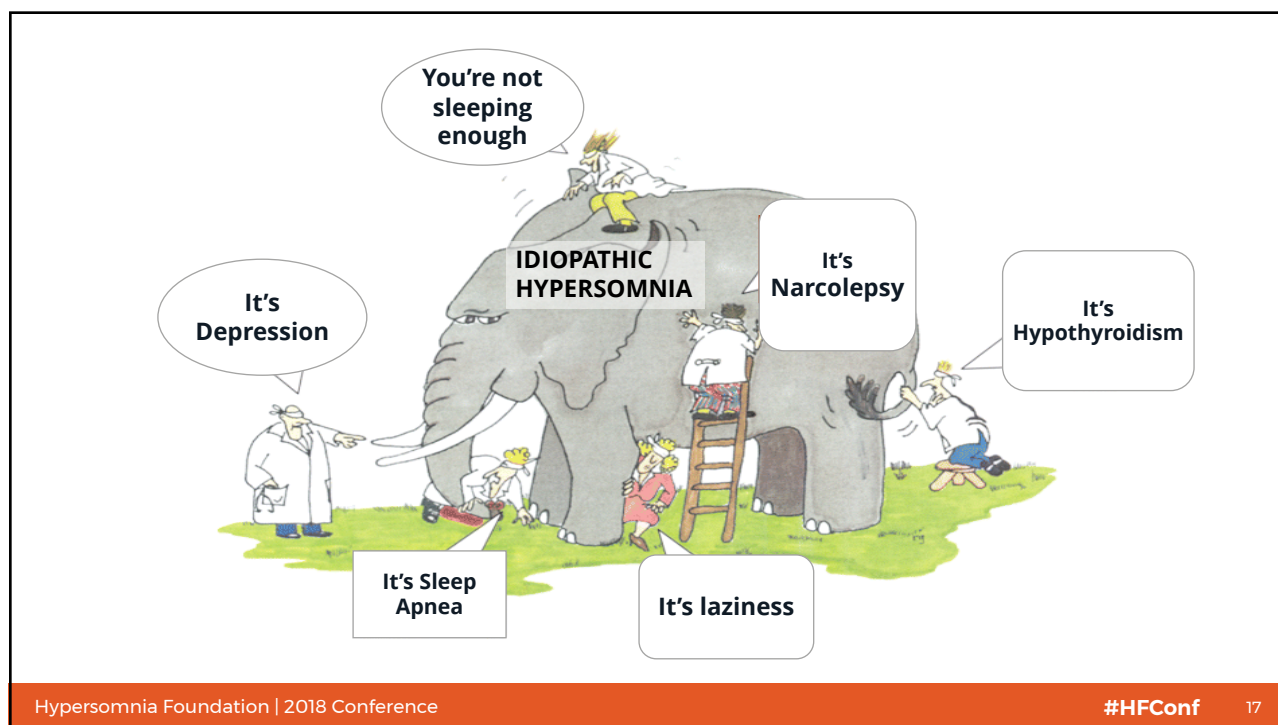 You're not
sleeping
enough
IDIOPATHIC
HYPERSOMNIA
It's
Narcolepsy
It's
Depression
It's
Hypothyroidism
It's Sleep
Apnea
It's laziness
Hypersomnia Foundation | 2018 Conference
#HFConf
17